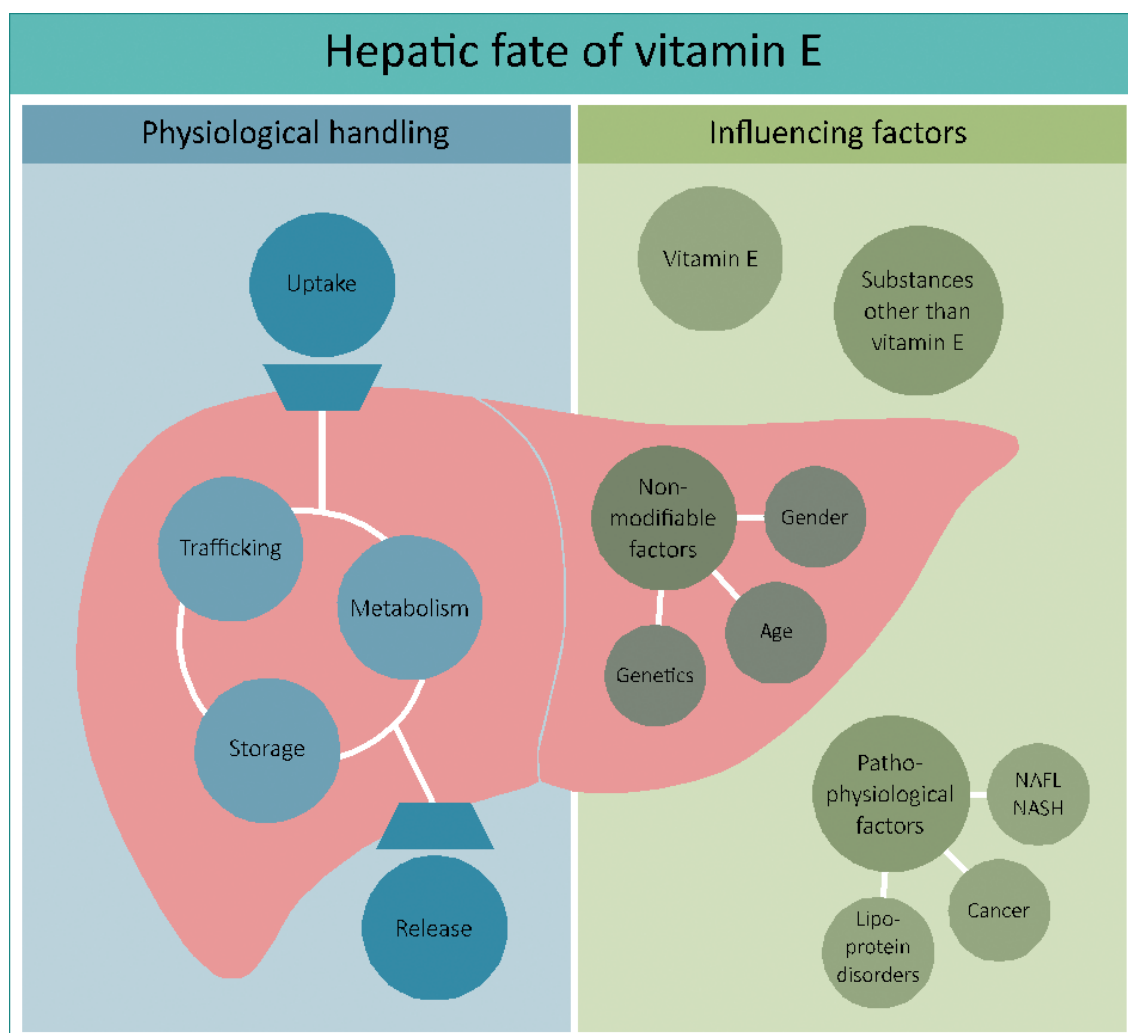 Hepatic fate of vitamin E
Physiological handling
Uptake
Trafficking
Metabolism
Storage
Release
Influencing factors
Vitamin E
Substances
other than
vitamin E
Non-
modifiable
factors
Gender
Age
Genetics
Patho-
physiological
factors
NAFL
NASH
Cancer
Lipo-
protein
disorders